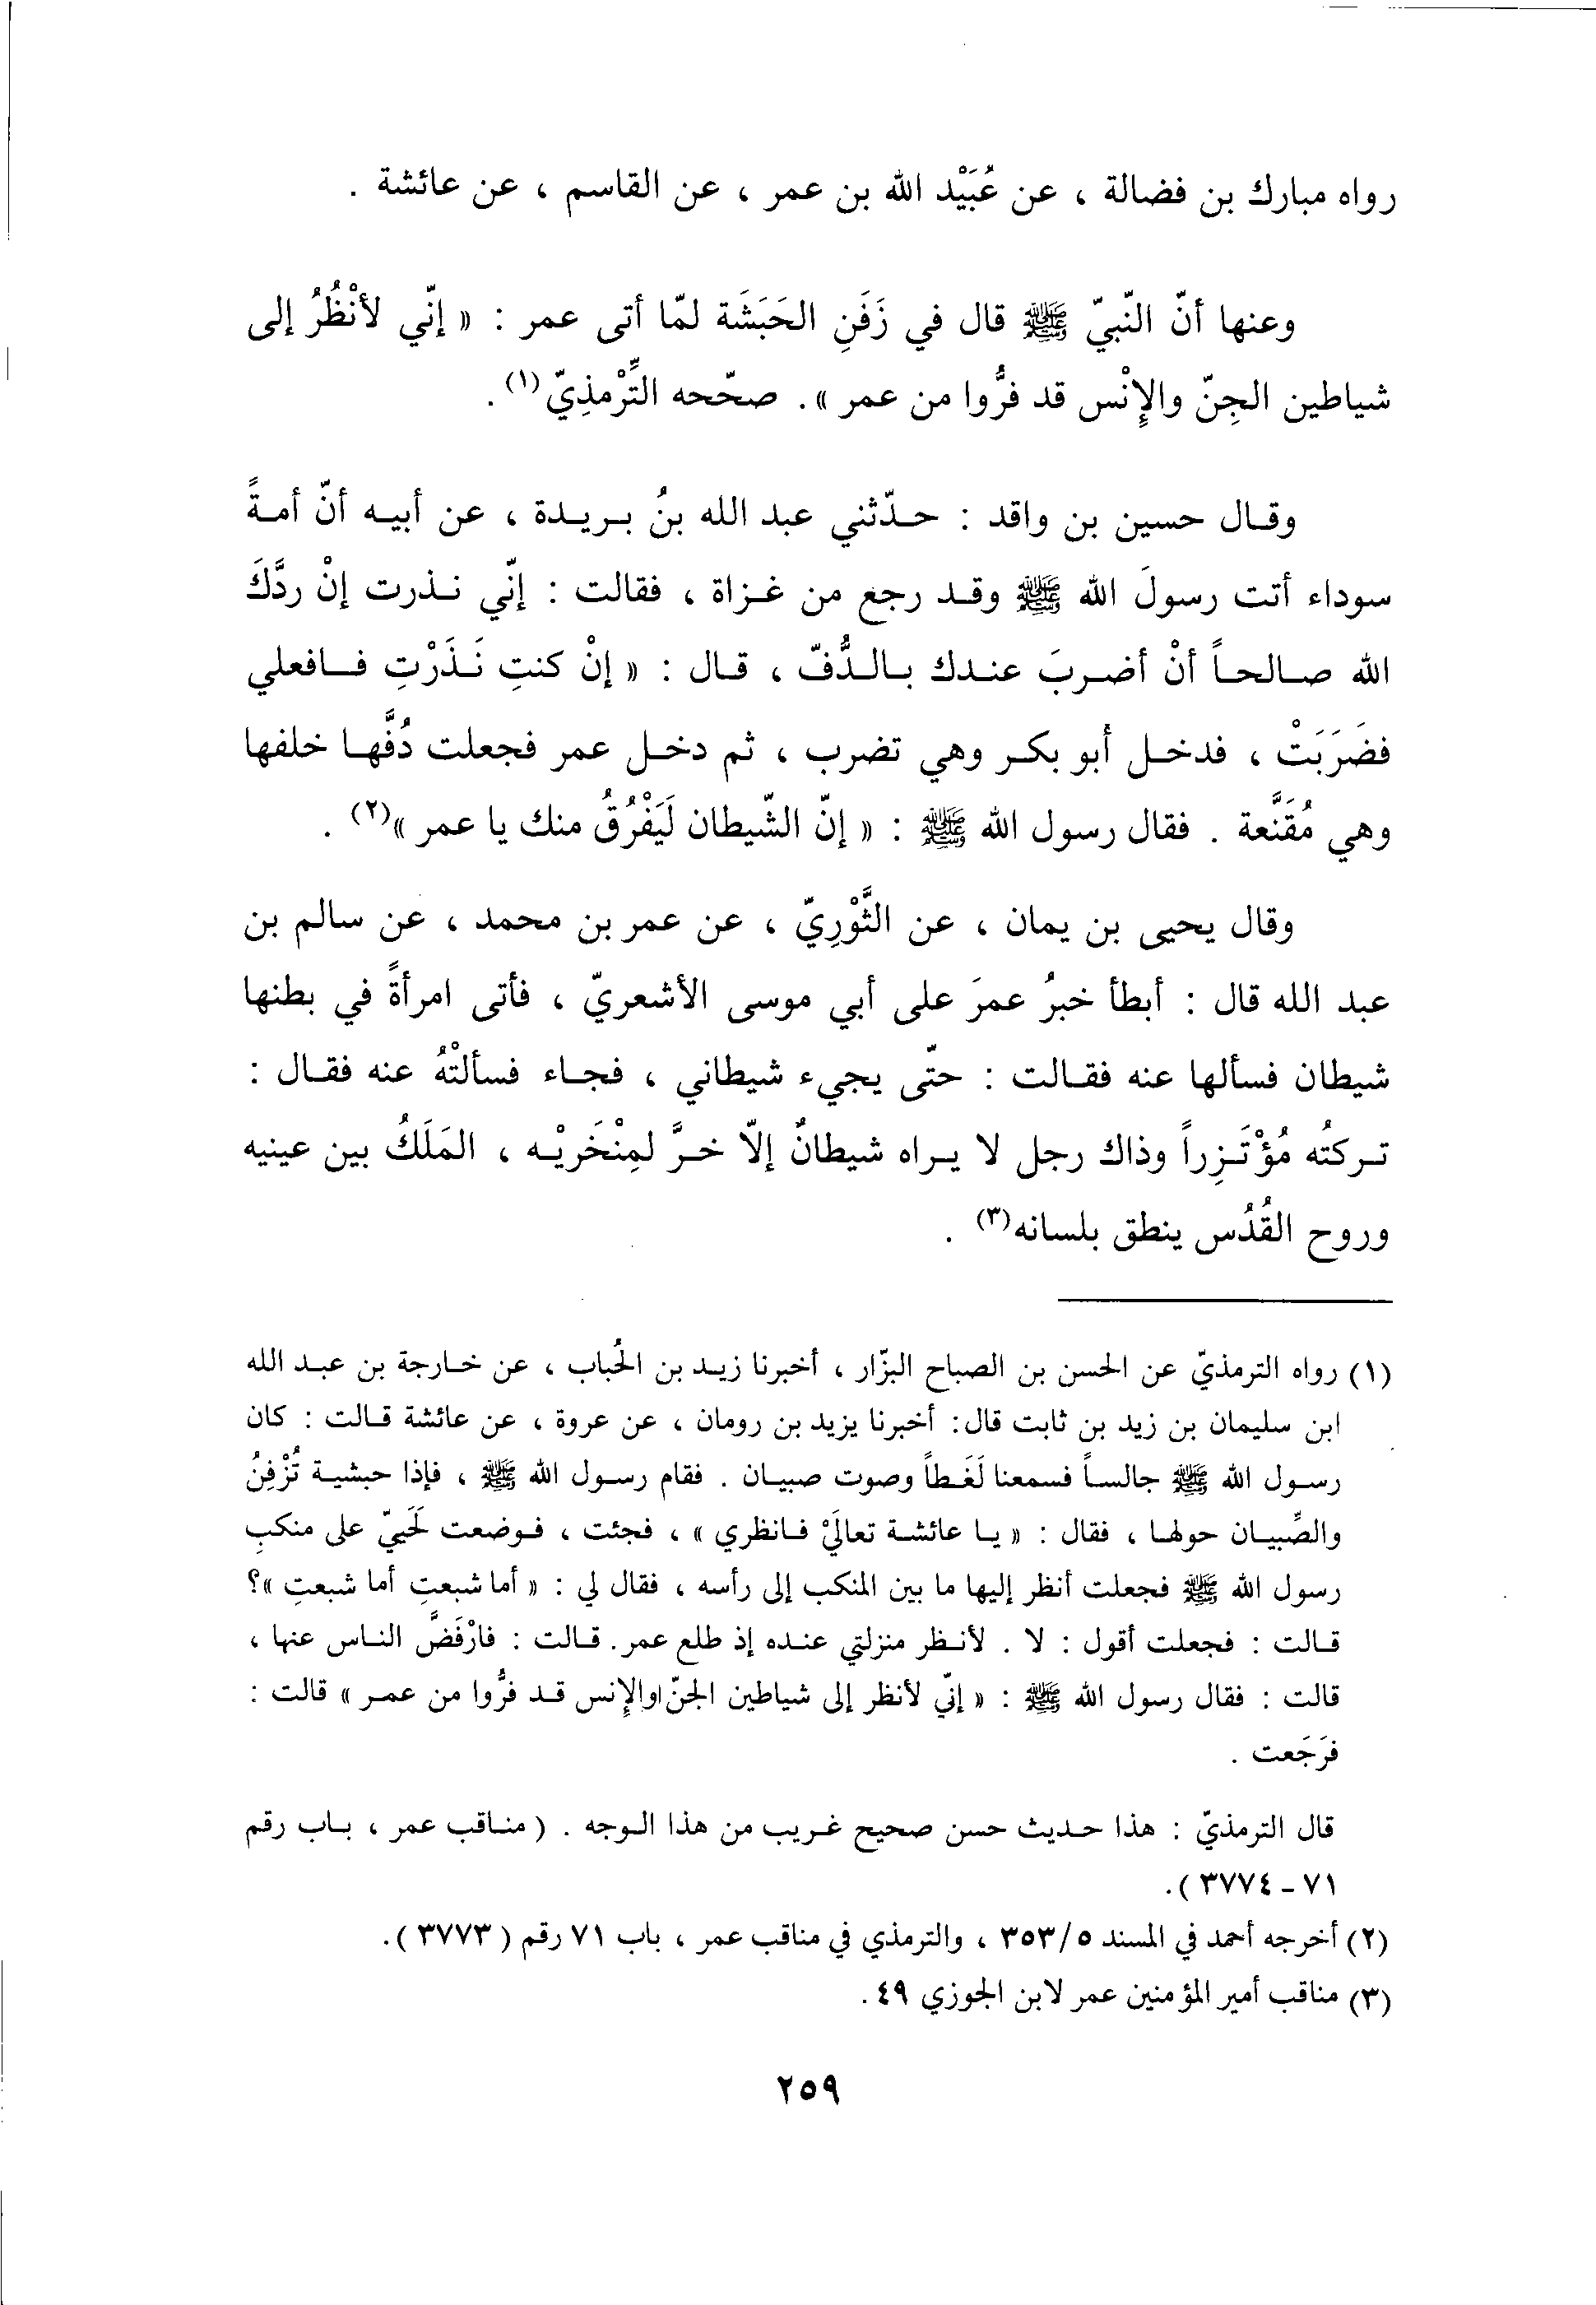 رواه مبارك بن فضالة ، عن عُبَيْد الله بن عمر ، عن القاسم ، عن عائشة .
وعنها أنّ النّبيّ ﷺ قال في زَفَنِ الحَبَشَة لمّا أتى عمر : « إنّي لأنْظُرُ إلى
شياطين الجِنّ والإِنْس قد فرُّوا من عمر ». صحّحه التِّرْمذِيّ(١) .
وقال حسين بن واقد : حدّثني عبد الله بنُ بريدة ، عن أبيه أنّ أمةً
سوداء أتت رسولَ الله ﷺ وقد رجع من غزاة ، فقالت : إنّي نذرت إنْ ردَّكَ
الله صالحاً أنْ أضربَ عندك بالدُّفّ ، قال : « إنْ كنتِ نَذَرْتِ فافعلي
فضَرَبَتْ ، فدخل أبو بكر وهي تضرب ، ثم دخل عمر فجعلت دُفَّها خلفها
وهي مُقَنَّعة . فقال رسول الله ﷺ : « إنّ الشّيطان لَيَفْرُقُ منك يا عمر »(٢) .
وقال يحيى بن يمان ، عن الثَّوْرِيّ ، عن عمر بن محمد ، عن سالم بن
عبد الله قال : أبطأ خبرُ عمرَ على أبي موسى الأشعريّ ، فأتى امرأةً في بطنها
شيطان فسألها عنه فقالت : حتّى يجيء شيطاني ، فجاء فسألتْهُ عنه فقال :
تركتُه مُؤْتَزِراً وذاك رجل لا يراه شيطانٌ إلاّ خرَّ لمِنْخَريْه ، المَلَكُ بين عينيه
وروح القُدُس ينطق بلسانه(٣) .
(١) رواه الترمذيّ عن الحسن بن الصباح البزّار ، أخبرنا زيد بن الحُباب ، عن خارجة بن عبد الله
ابن سليمان بن زيد بن ثابت قال: أخبرنا يزيد بن رومان ، عن عروة ، عن عائشة قالت : كان
رسول الله ﷺ جالساً فسمعنا لَغَطاً وصوت صبيان . فقام رسول الله ﷺ ، فإذا حبشية تُزْفِنُ
والصِّبيان حولها ، فقال : « يا عائشة تعالَيْ فانظري » ، فجئت ، فوضعت لَحَييّ على منكبِ
رسول الله ﷺ فجعلت أنظر إليها ما بين المنكب إلى رأسه ، فقال لي : « أما شبعتِ أما شبعتِ »؟
قالت : فجعلت أقول : لا . لأنظر منزلتي عنده إذ طلع عمر. قالت : فارْفَضَّ الناس عنها ،
قالت : فقال رسول الله ﷺ : « إنّي لأنظر إلى شياطين الجنّ والإنس قد فرُّوا من عمر » قالت :
فرَجَعت .
قال الترمذيّ : هذا حديث حسن صحيح غريب من هذا الوجه . ( مناقب عمر ، باب رقم
٧١ - ٣٧٧٤ ).
(٢) أخرجه أحمد في المسند ٣٥٣/٥ ، والترمذي في مناقب عمر ، باب ٧١ رقم ( ٣٧٧٣ ).
(٣) مناقب أمير المؤمنين عمر لابن الجوزي ٤٩ .
٢٥٩